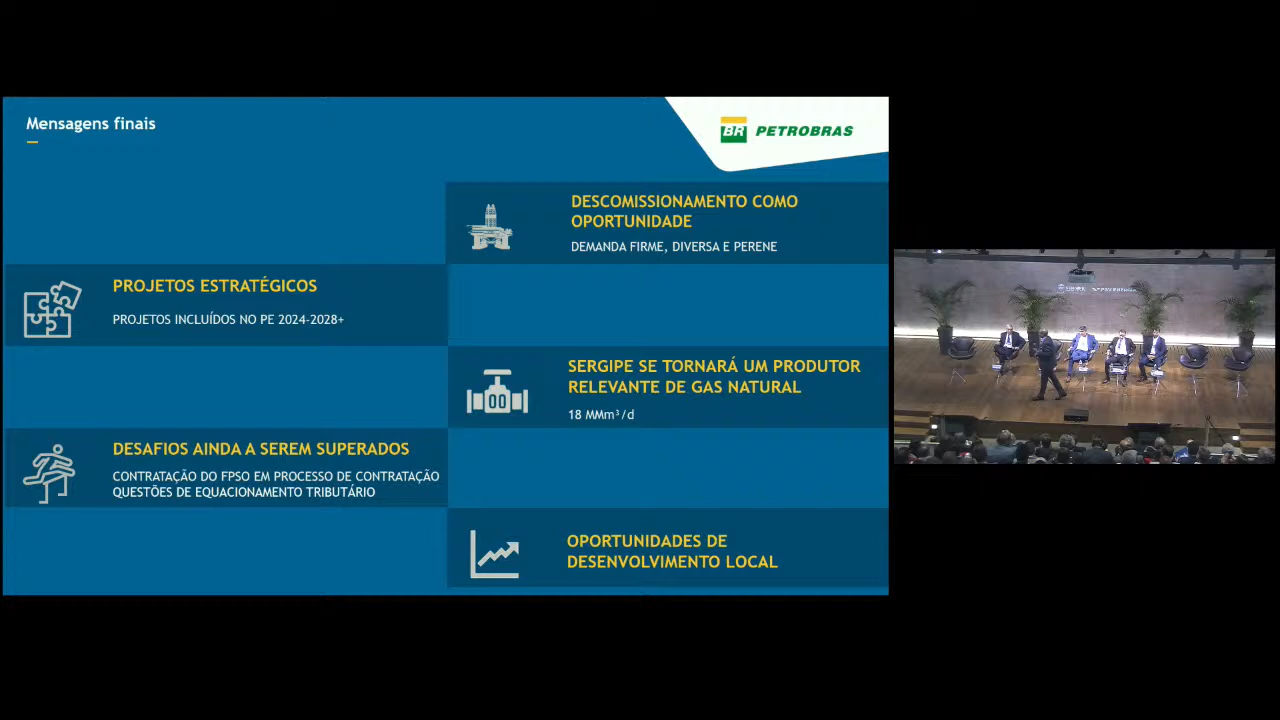 Mensagens finais
BR PETROBRAS
DESCOMISSIONAMENTO COMO
OPORTUNIDADE
DEMANDA FIRME, DIVERSA E PERENE
PROJETOS ESTRATÉGICOS
PROJETOS INCLUÍDOS NO PE 2024-2028+
SERGIPE SE TORNARÁ UM PRODUTOR
RELEVANTE DE GAS NATURAL
18 MMm³/d
DESAFIOS AINDA A SEREM SUPERADOS
CONTRATAÇÃO DO FPSO EM PROCESSO DE CONTRATAÇÃO
QUESTÕES DE EQUACIONAMENTO TRIBUTÁRIO
OPORTUNIDADES DE
DESENVOLVIMENTO LOCAL